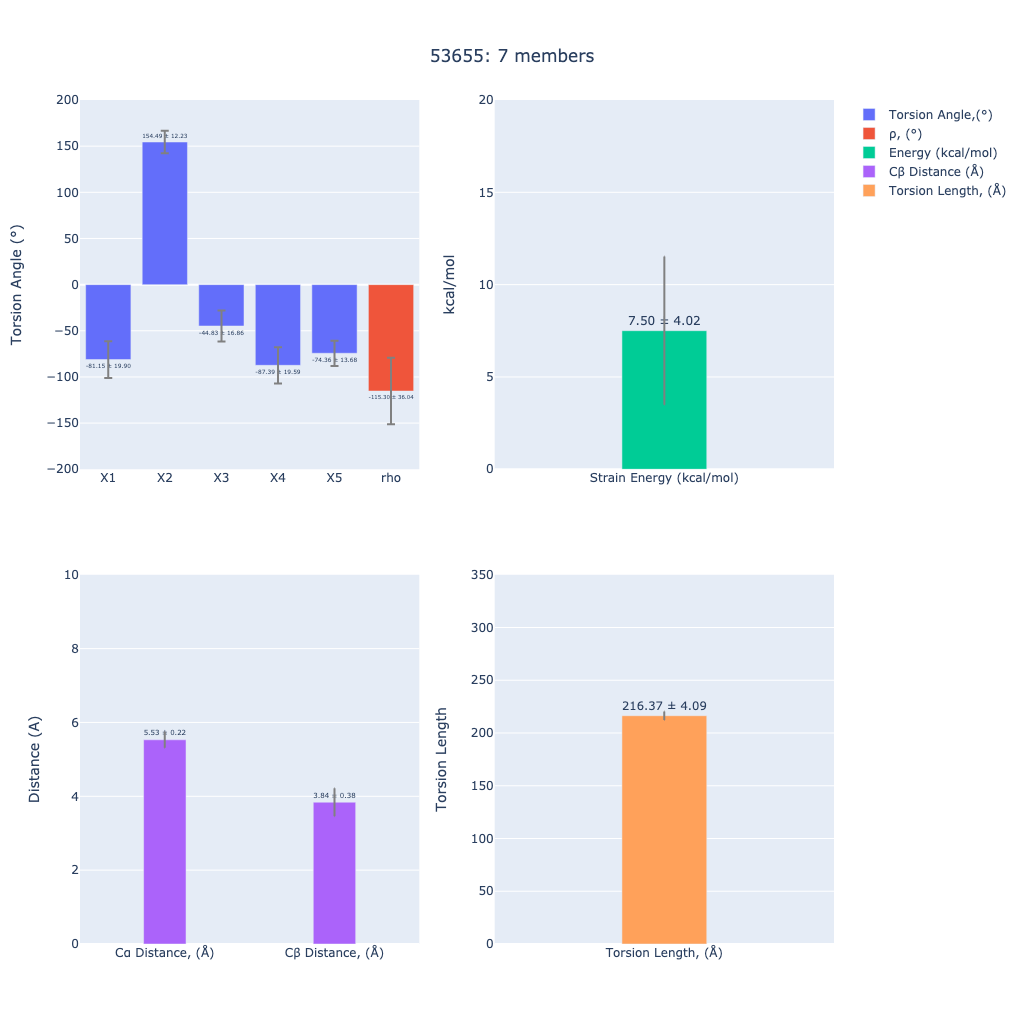 53655: 7 members
Torsion Angle (°)
200
150
100
50
0
−50
−100
−150
−200
154.49 ± 12.23
-81.15 ± 19.90
-44.83 ± 16.86
-87.39 ± 19.59
-74.36 ± 13.68
-115.30 ± 36.04
X1 X2 X3 X4 X5 rho
kcal/mol
20
15
10
5
0
7.50 ± 4.02
Strain Energy (kcal/mol)
Torsion Angle,(°)
ρ, (°)
Energy (kcal/mol)
Cβ Distance (Å)
Torsion Length, (Å)
Distance (A)
10
8
6
4
2
0
5.53 ± 0.22
3.84 ± 0.38
Cα Distance, (Å) Cβ Distance, (Å)
Torsion Length
350
300
250
200
150
100
50
0
216.37 ± 4.09
Torsion Length, (Å)